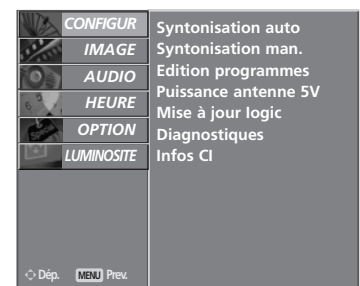 CONFIGUR
IMAGE
AUDIO
HEURE
OPTION
LUMINOSITE
Syntonisation auto
Syntonisation man.
Edition programmes
Puissance antenne 5V
Mise à jour logic
Diagnostiques
Infos CI
Dép. MENU Prev.